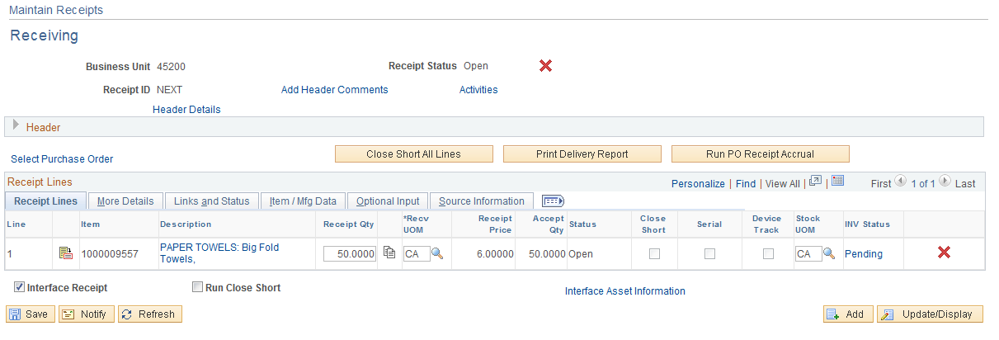 Maintain Receipts
Receiving
Business Unit 45200 Receipt Status Open
Receipt ID NEXT Add Header Comments Activities
Header Details
Header
Select Purchase Order Close Short All Lines Print Delivery Report Run PO Receipt Accrual
Receipt Lines Personalize | Find | View All | | First 1 of 1 Last
Receipt Lines More Details Links and Status Item / Mfg Data Optional Input Source Information
Line Item Description Receipt Qty *Recv UOM Receipt Price Accept Qty Status Close Short Serial Device Track Stock UOM INV Status
1 1000009557 PAPER TOWELS: Big Fold Towels, 50.0000 CA 6.00000 50.0000 Open CA Pending
Interface Receipt Run Close Short Interface Asset Information
Save Notify Refresh Add Update/Display